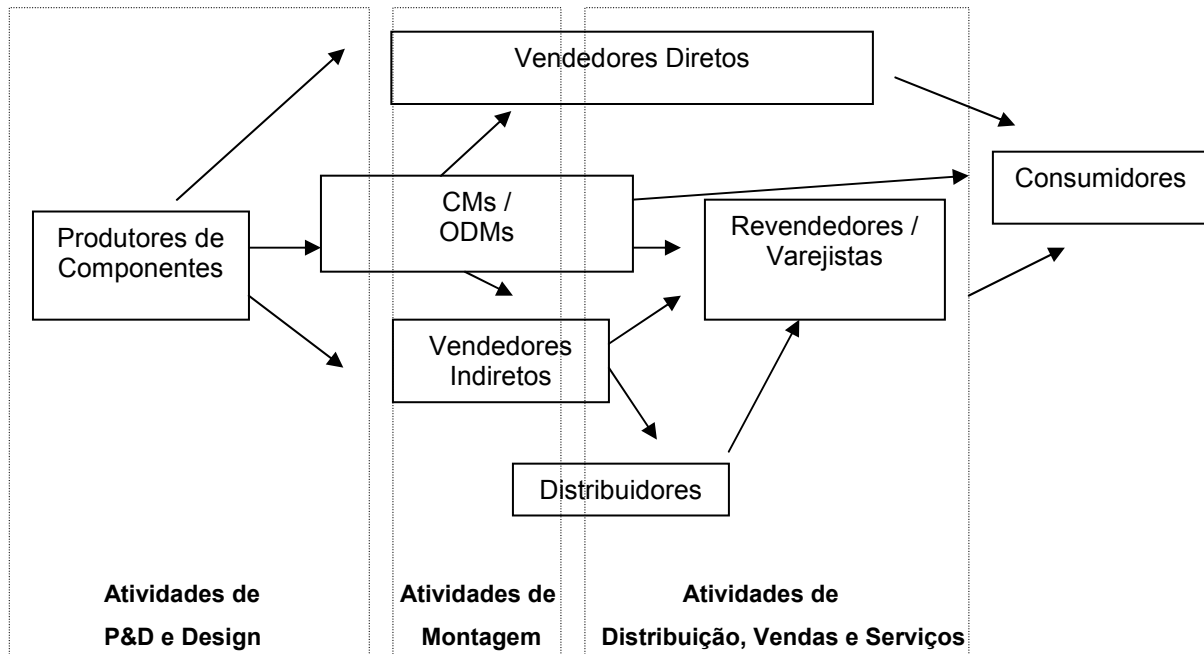 Vendedores Diretos
Consumidores
CMs /
ODMs
Revendedores /
Varejistas
Produtores de
Componentes
Vendedores
Indiretos
Distribuidores
Atividades de
P&D e Design
Atividades de
Montagem
Atividades de
Distribuição, Vendas e Serviços